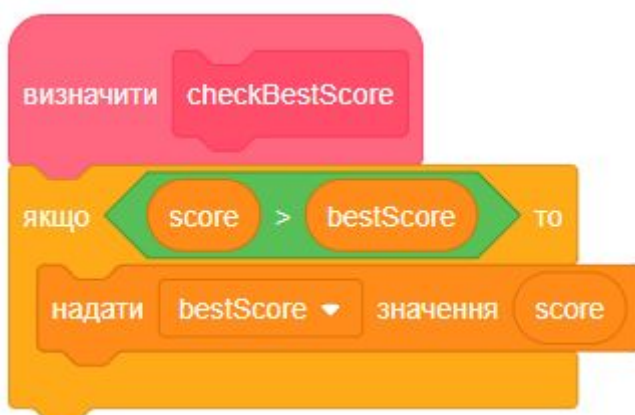 визначити checkBestScore
якщо score > bestScore то
надати bestScore значення score